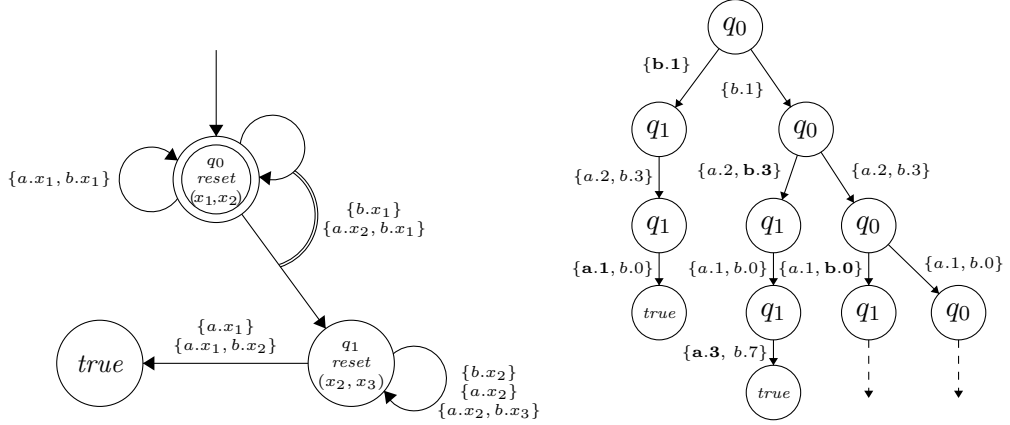 {a.x₁, b.x₁}
q₀
reset
(x₁,x₂)
{b.x₁}
{a.x₂, b.x₁}
true
{a.x₁}
{a.x₁, b.x₂}
q₁
reset
(x₂, x₃)
{b.x₂}
{a.x₂}
{a.x₂, b.x₃}
q₀
{b.1}
{b.1}
q₁
q₀
{a.2, b.3}
{a.2, b.3}
{a.2, b.3}
q₁
q₁
q₀
{a.1, b.0}
{a.1, b.0}
{a.1, b.0}
{a.1, b.0}
true
q₁
q₁
q₀
{a.3, b.7}
true